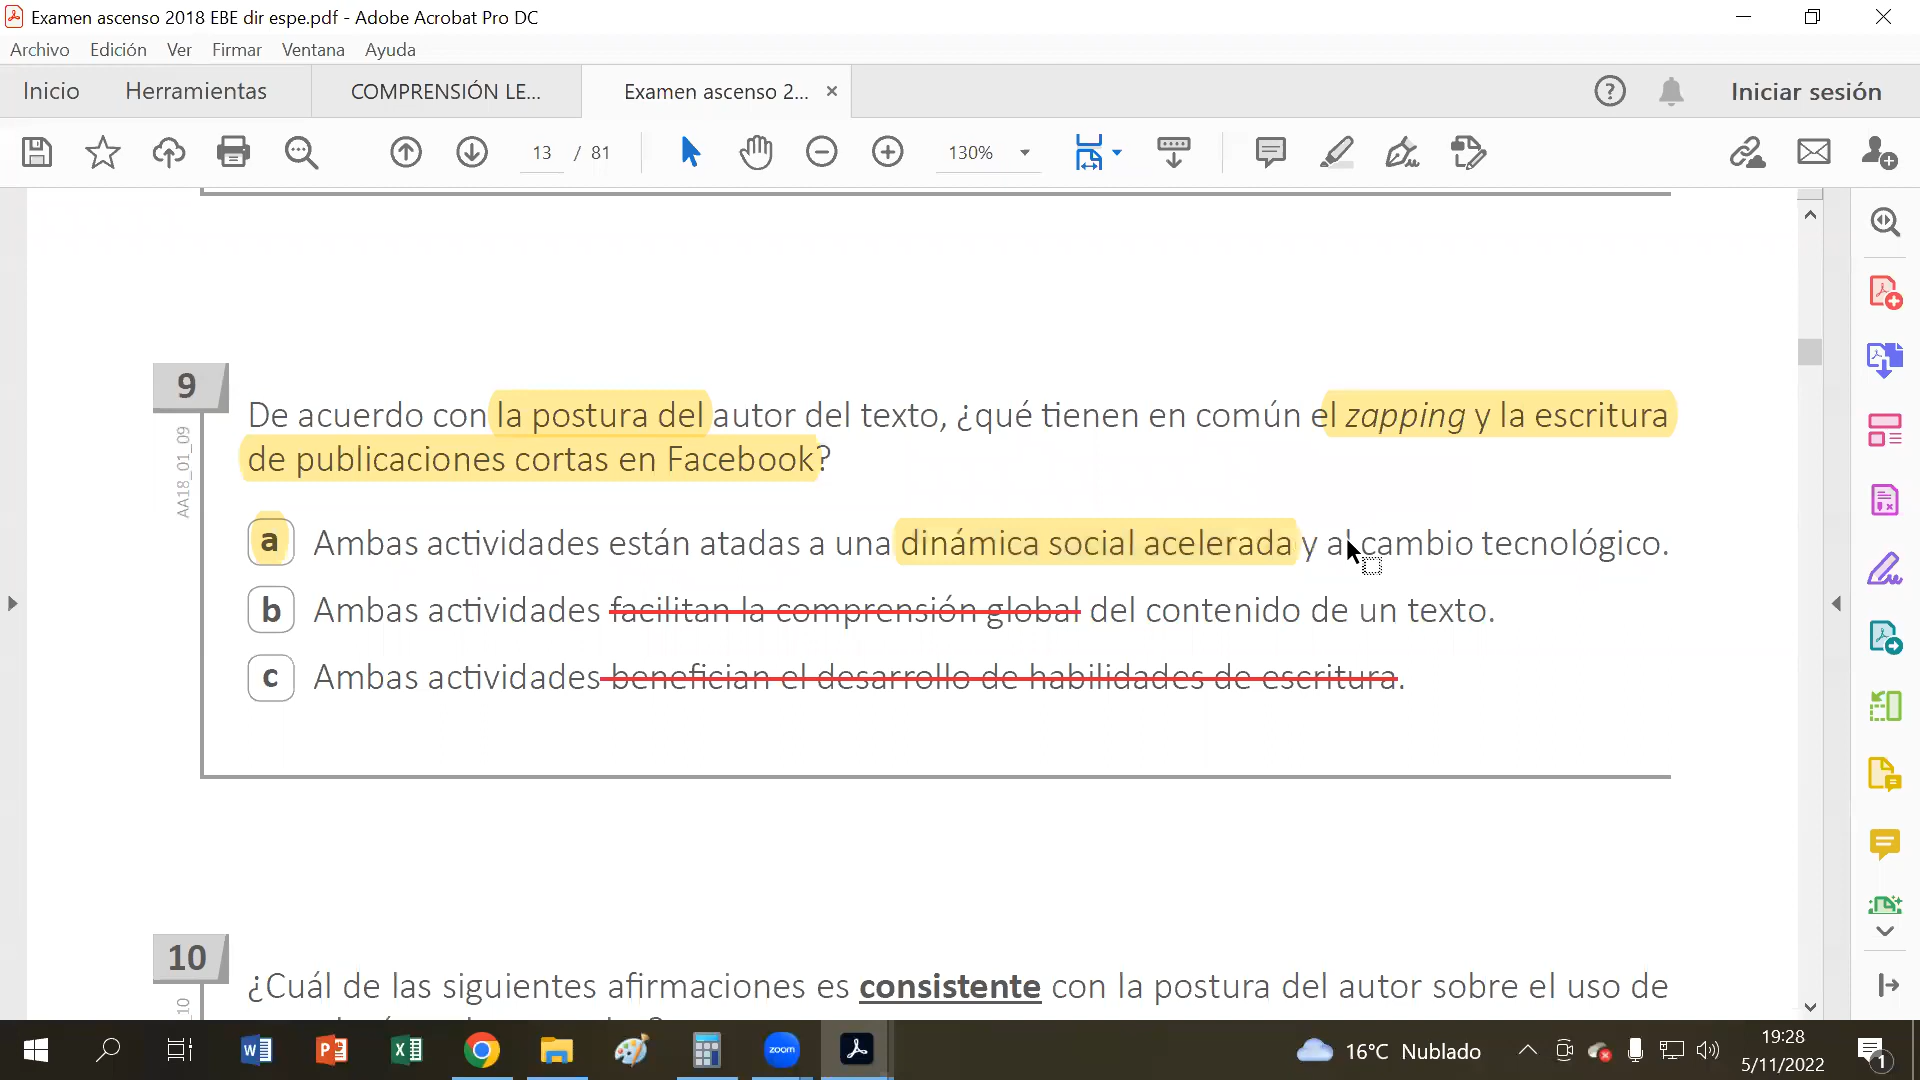 Examen ascenso 2018 EBE dir espe.pdf - Adobe Acrobat Pro DC
Archivo Edición Ver Firmar Ventana Ayuda
Inicio Herramientas COMPRENSIÓN LE... Examen ascenso 2... × Iniciar sesión
13 / 81 130%
9
AA18_01_09
De acuerdo con la postura del autor del texto, ¿qué tienen en común el zapping y la escritura
de publicaciones cortas en Facebook?
a Ambas actividades están atadas a una dinámica social acelerada y al cambio tecnológico.
b Ambas actividades facilitan la comprensión global del contenido de un texto.
c Ambas actividades benefician el desarrollo de habilidades de escritura.
10
_10
¿Cuál de las siguientes afirmaciones es consistente con la postura del autor sobre el uso de
zoom
16°C Nublado
19:28
5/11/2022
1